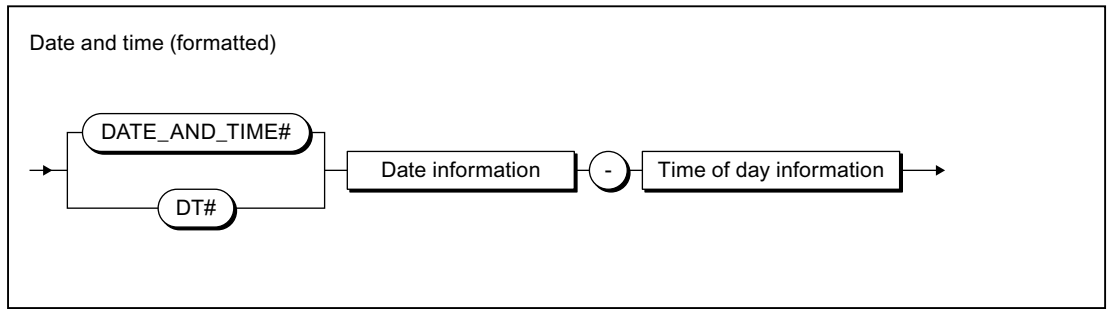 Date and time (formatted)
DATE_AND_TIME#
Date information
-
Time of day information
DT#